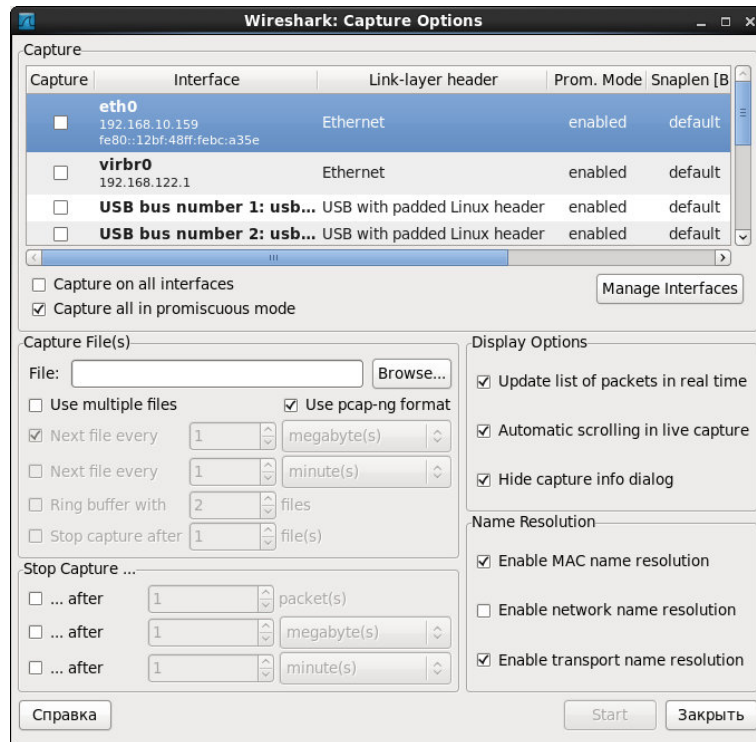 Wireshark: Capture Options
Capture
Capture Interface Link-layer header Prom. Mode Snaplen [B
eth0
192.168.10.159 Ethernet enabled default
fe80::12bf:48ff:febc:a35e
virbr0 Ethernet enabled default
192.168.122.1
USB bus number 1: usb... USB with padded Linux header enabled default
USB bus number 2: usb... USB with padded Linux header enabled default
Capture on all interfaces
Manage Interfaces
Capture all in promiscuous mode
Capture File(s)
File: Browse...
Use multiple files Use pcap-ng format
Next file every 1 megabyte(s)
Next file every 1 minute(s)
Ring buffer with 2 files
Stop capture after 1 file(s)
Stop Capture ...
... after 1 packet(s)
... after 1 megabyte(s)
... after 1 minute(s)
Display Options
Update list of packets in real time
Automatic scrolling in live capture
Hide capture info dialog
Name Resolution
Enable MAC name resolution
Enable network name resolution
Enable transport name resolution
Справка Start Закрыть